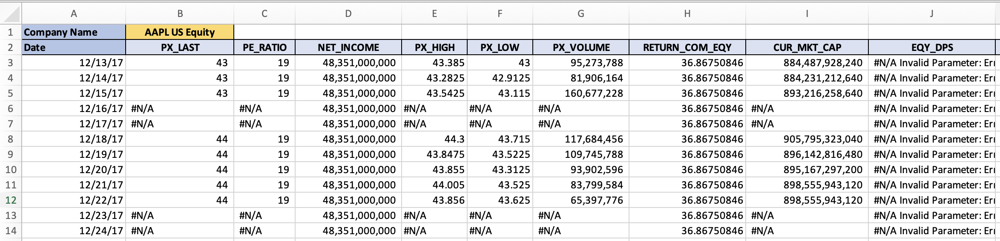 A B C D E F G H I J
1 Company Name AAPL US Equity
2 Date PX_LAST PE_RATIO NET_INCOME PX_HIGH PX_LOW PX_VOLUME RETURN_COM_EQY CUR_MKT_CAP EQY_DPS
3 12/13/17 43 19 48,351,000,000 43.385 43 95,273,788 36.86750846 884,487,928,240 #N/A Invalid Parameter: Err
4 12/14/17 43 19 48,351,000,000 43.2825 42.9125 81,906,164 36.86750846 884,231,212,640 #N/A Invalid Parameter: Err
5 12/15/17 43 19 48,351,000,000 43.5425 43.115 160,677,228 36.86750846 893,216,258,640 #N/A Invalid Parameter: Err
6 12/16/17 #N/A #N/A 48,351,000,000 #N/A #N/A #N/A 36.86750846 #N/A #N/A Invalid Parameter: Err
7 12/17/17 #N/A #N/A 48,351,000,000 #N/A #N/A #N/A 36.86750846 #N/A #N/A Invalid Parameter: Err
8 12/18/17 44 19 48,351,000,000 44.3 43.715 117,684,456 36.86750846 905,795,323,040 #N/A Invalid Parameter: Err
9 12/19/17 44 19 48,351,000,000 43.8475 43.5225 109,745,788 36.86750846 896,142,816,480 #N/A Invalid Parameter: Err
10 12/20/17 44 19 48,351,000,000 43.855 43.3125 93,902,596 36.86750846 895,167,297,200 #N/A Invalid Parameter: Err
11 12/21/17 44 19 48,351,000,000 44.005 43.525 83,799,584 36.86750846 898,555,943,120 #N/A Invalid Parameter: Err
12 12/22/17 44 19 48,351,000,000 43.856 43.625 65,397,776 36.86750846 898,555,943,120 #N/A Invalid Parameter: Err
13 12/23/17 #N/A #N/A 48,351,000,000 #N/A #N/A #N/A 36.86750846 #N/A #N/A Invalid Parameter: Err
14 12/24/17 #N/A #N/A 48,351,000,000 #N/A #N/A #N/A 36.86750846 #N/A #N/A Invalid Parameter: Err